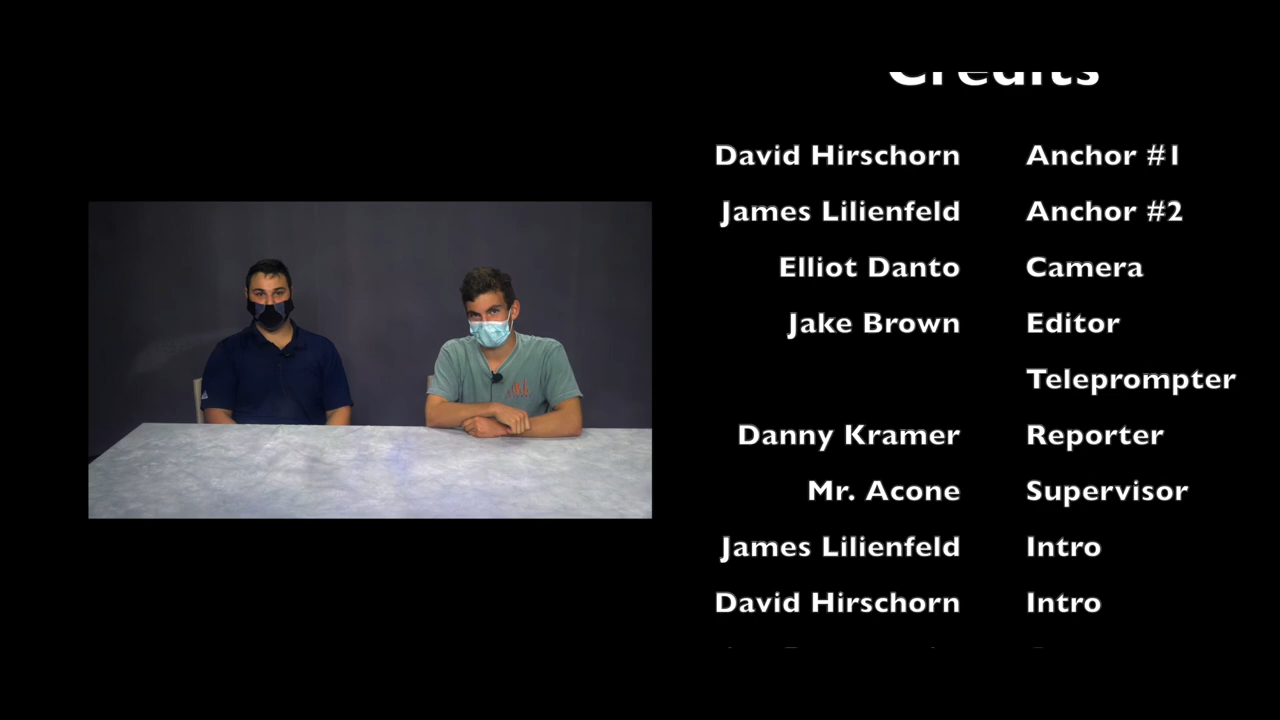 Credits
David Hirschorn Anchor #1
James Lilienfeld Anchor #2
Elliot Danto Camera
Jake Brown Editor
Teleprompter
Danny Kramer Reporter
Mr. Acone Supervisor
James Lilienfeld Intro
David Hirschorn Intro